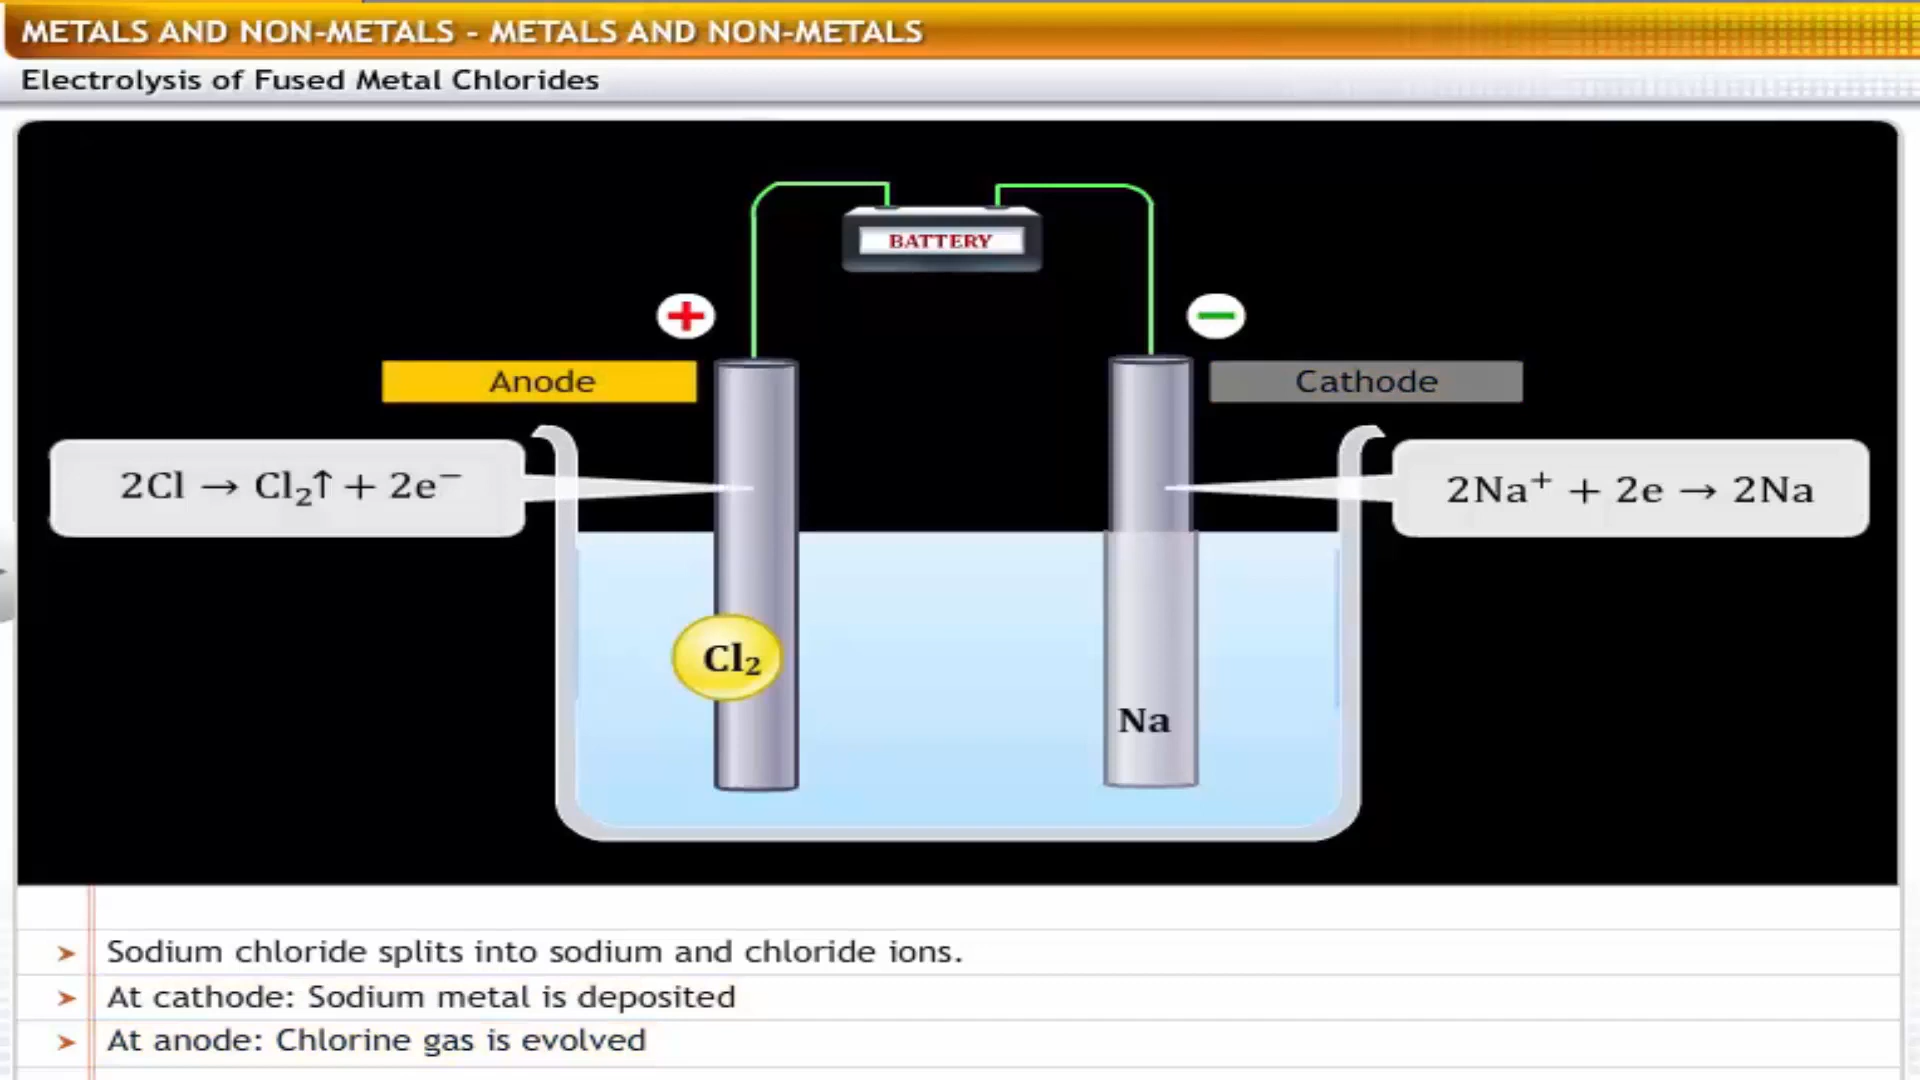 METALS AND NON-METALS - METALS AND NON-METALS
Electrolysis of Fused Metal Chlorides
BATTERY
+
−
Anode
Cathode
2Cl → Cl₂↑ + 2e⁻
2Na⁺ + 2e → 2Na
Cl₂
Na
➤ Sodium chloride splits into sodium and chloride ions.
➤ At cathode: Sodium metal is deposited
➤ At anode: Chlorine gas is evolved